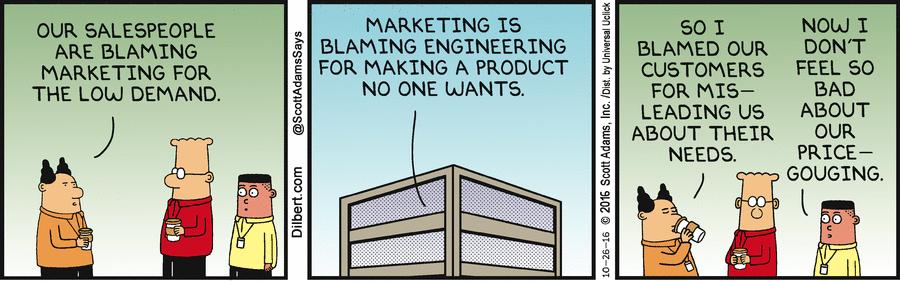 OUR SALESPEOPLE
ARE BLAMING
MARKETING FOR
THE LOW DEMAND.
Dilbert.com
@ScottAdamsSays
MARKETING IS
BLAMING ENGINEERING
FOR MAKING A PRODUCT
NO ONE WANTS.
10-26-16 © 2016 Scott Adams, Inc. /Dist. by Universal Uclick
SO I
BLAMED OUR
CUSTOMERS
FOR MIS-
LEADING US
ABOUT THEIR
NEEDS.
NOW I
DON'T
FEEL SO
BAD
ABOUT
OUR
PRICE-
GOUGING.